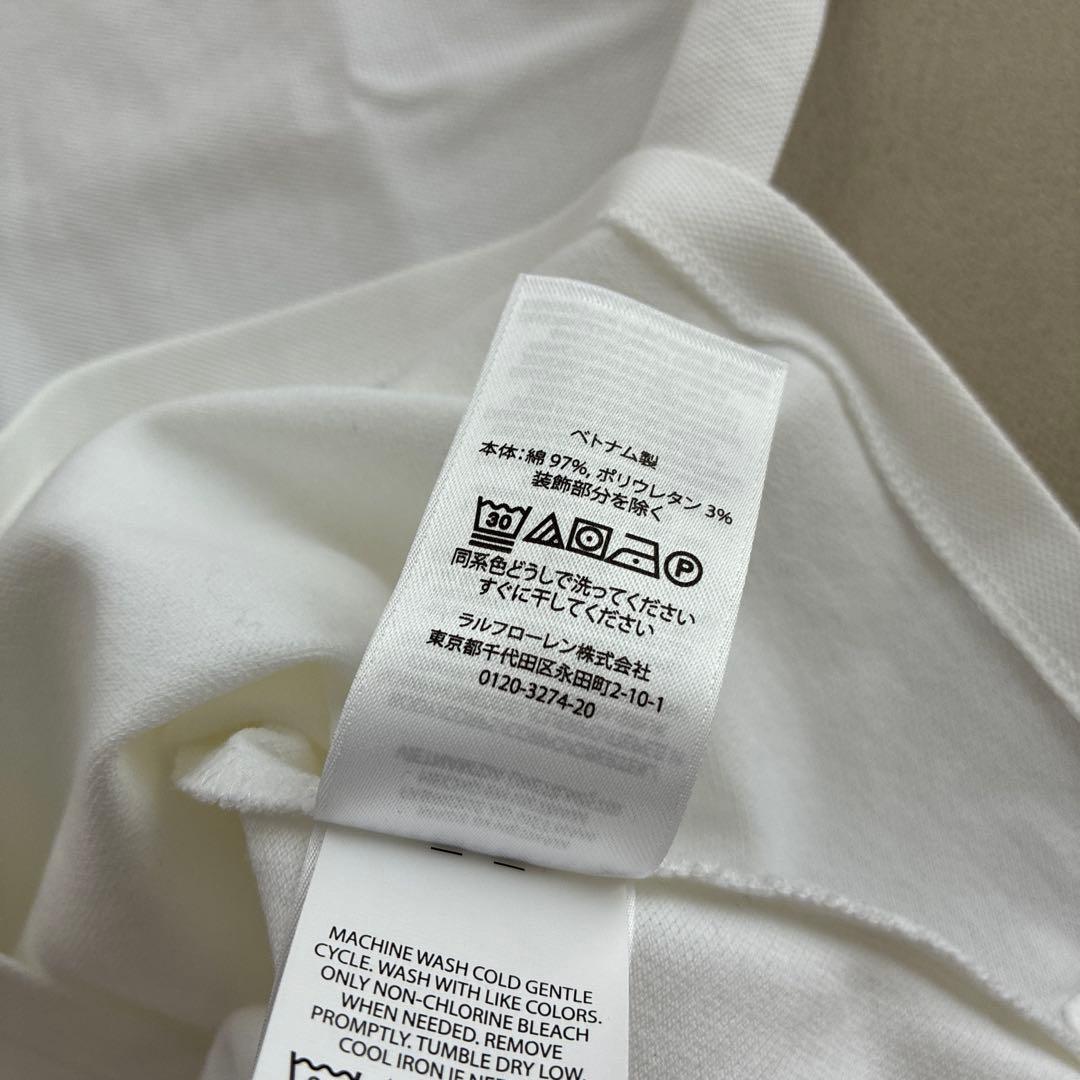 ベトナム製
本体：綿 97%, ポリウレタン 3%
装飾部分を除く
30
P
同系色どうしで洗ってください
すぐに干してください
ラルフローレン株式会社
東京都千代田区永田町2-10-1
0120-3274-20
MACHINE WASH COLD GENTLE
CYCLE. WASH WITH LIKE COLORS.
ONLY NON-CHLORINE BLEACH
WHEN NEEDED. REMOVE
PROMPTLY. TUMBLE DRY LOW.
COOL IRON IF